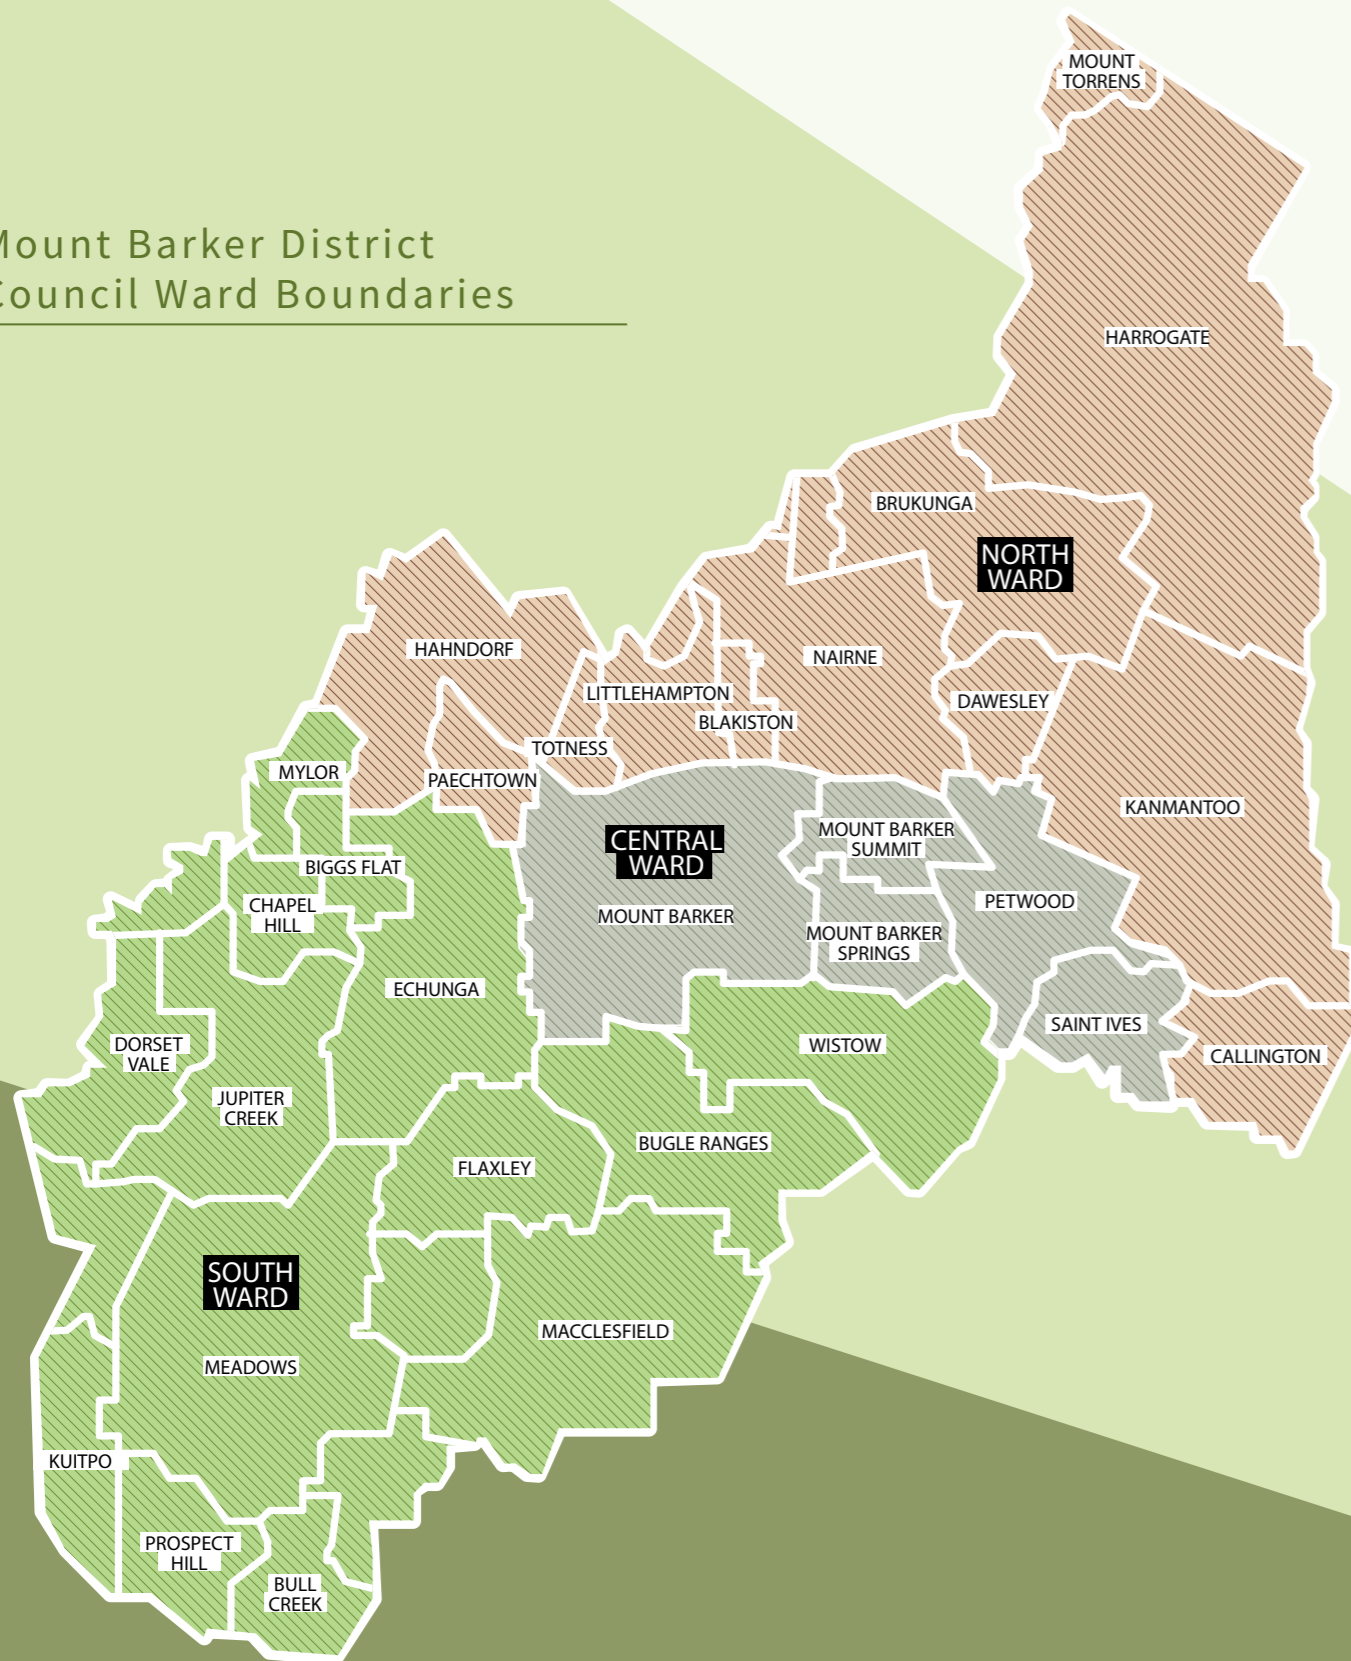 Mount Barker District
Council Ward Boundaries
MOUNT
TORRENS
HARROGATE
BRUKUNGA
NORTH
WARD
HAHNDORF
NAIRNE
LITTLEHAMPTON
DAWESLEY
BLAKISTON
TOTNESS
MYLOR
PAECHTOWN
KANMANTOO
CENTRAL
WARD
MOUNT BARKER
SUMMIT
BIGGS FLAT
CHAPEL
HILL
MOUNT BARKER
PETWOOD
MOUNT BARKER
SPRINGS
ECHUNGA
SAINT IVES
DORSET
VALE
WISTOW
CALLINGTON
JUPITER
CREEK
BUGLE RANGES
FLAXLEY
SOUTH
WARD
MACCLESFIELD
MEADOWS
KUITPO
PROSPECT
HILL
BULL
CREEK